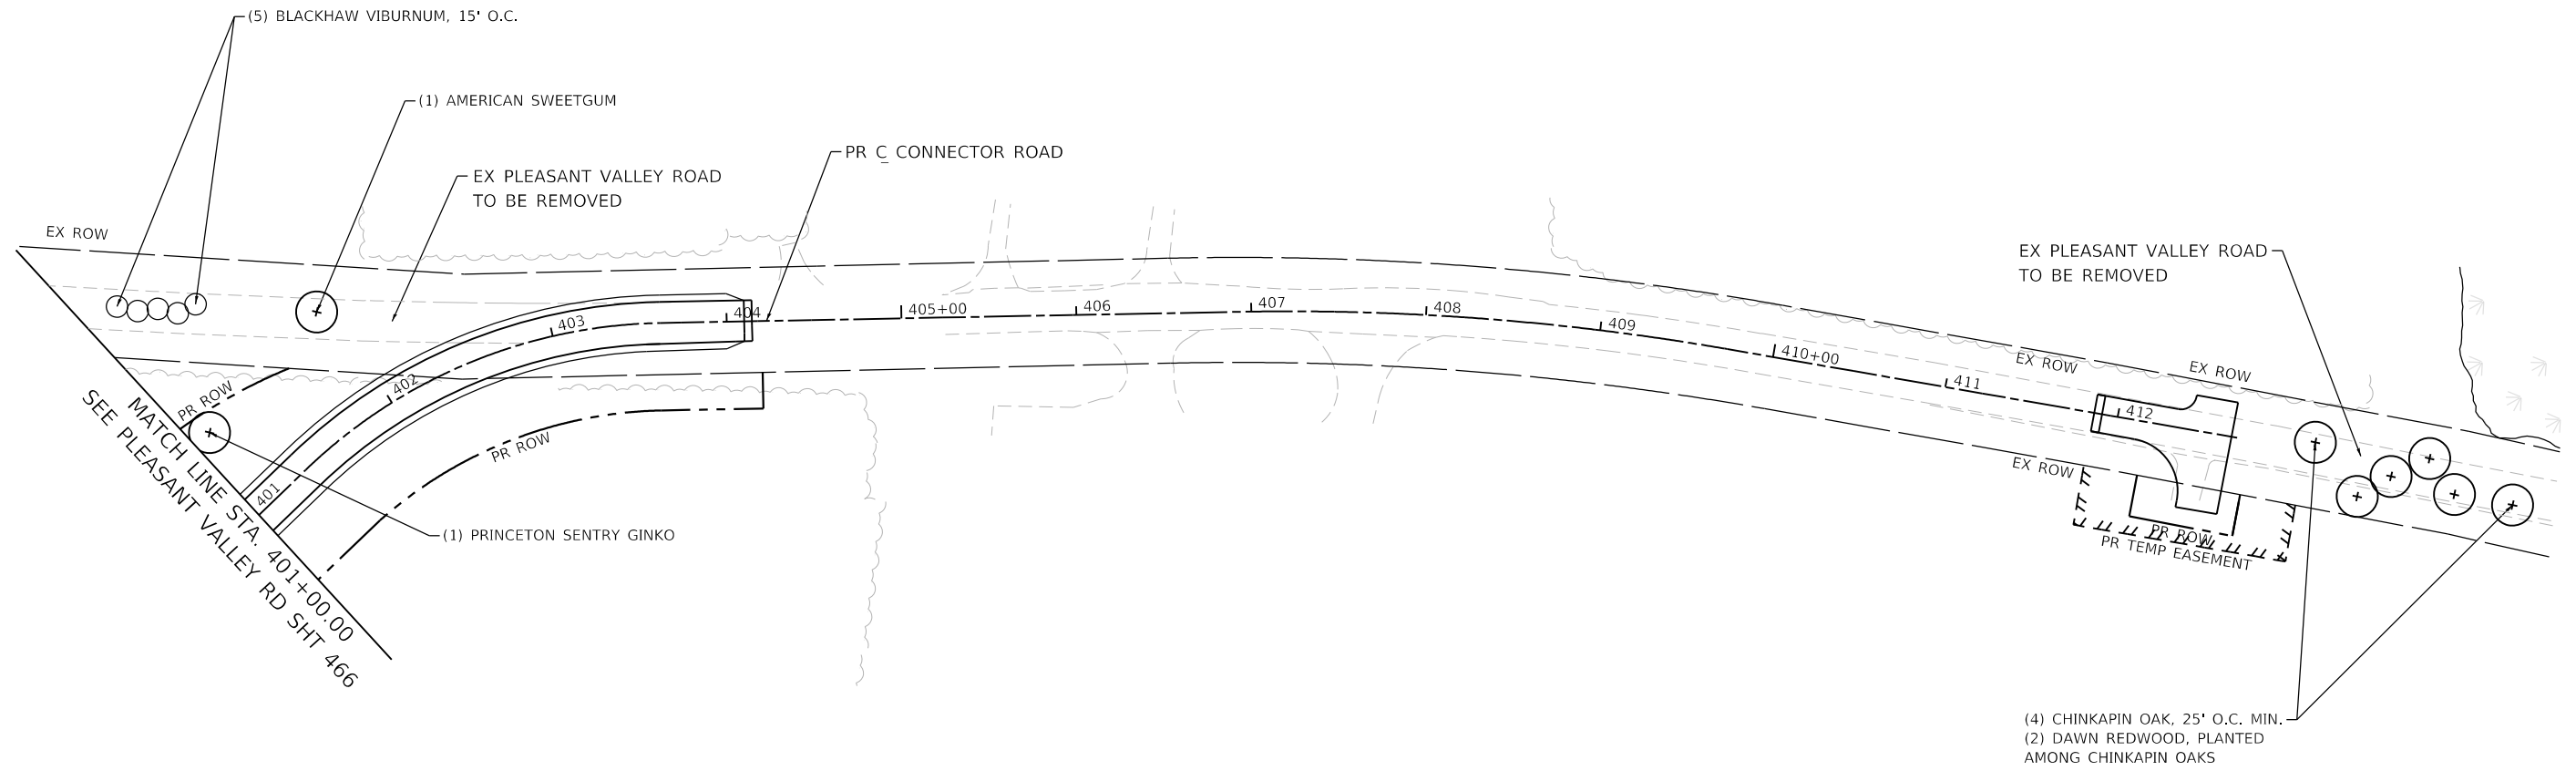 (5) BLACKHAW VIBURNUM, 15' O.C.
(1) AMERICAN SWEETGUM
PR C CONNECTOR ROAD
EX PLEASANT VALLEY ROAD
TO BE REMOVED
EX ROW
EX PLEASANT VALLEY ROAD
TO BE REMOVED
401
402
403
404
405+00
406
407
408
409
410+00
411
412
EX ROW
EX ROW
EX ROW
PR ROW
PR ROW
PR ROW
PR TEMP EASEMENT
MATCH LINE STA. 401+00.00
SEE PLEASANT VALLEY RD SHT 466
(1) PRINCETON SENTRY GINKO
(4) CHINKAPIN OAK, 25' O.C. MIN.
(2) DAWN REDWOOD, PLANTED
AMONG CHINKAPIN OAKS